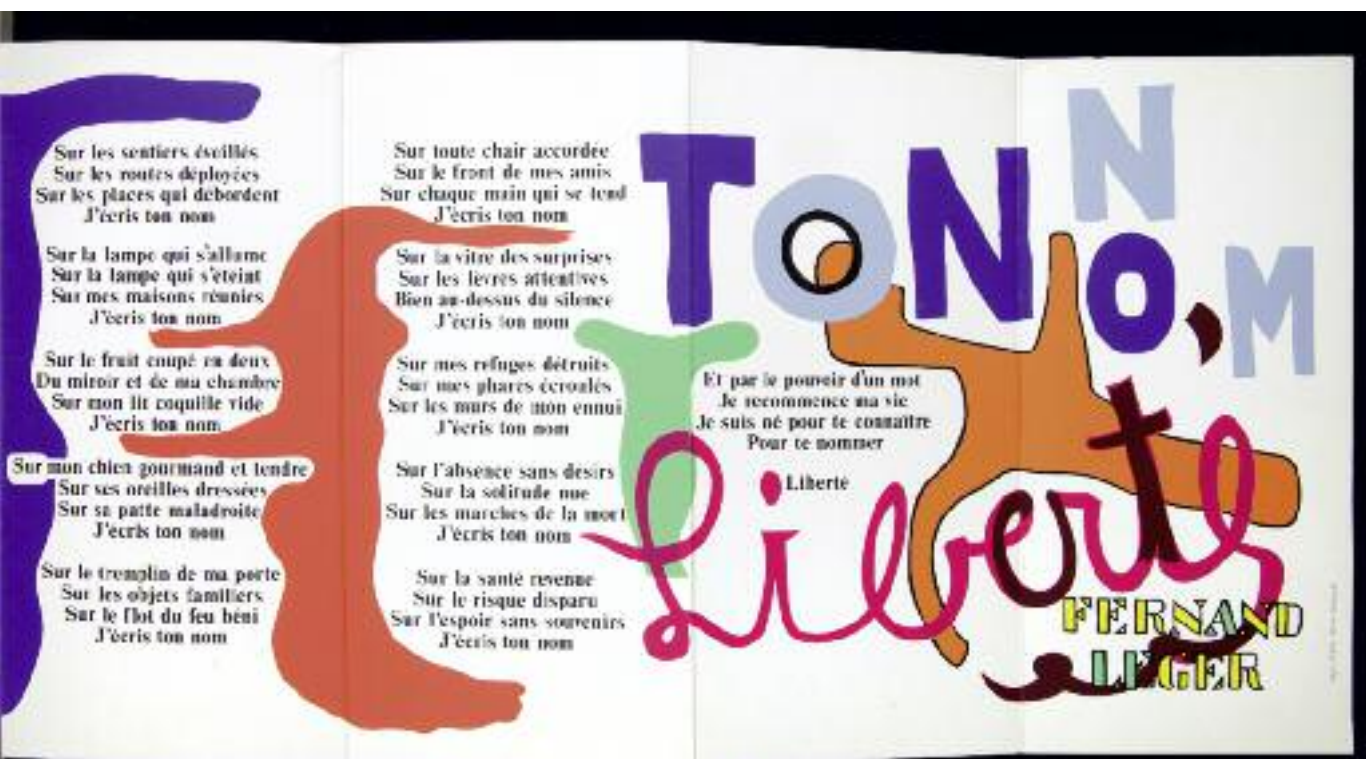 Sur les sentiers éveillés
Sur les routes déployées
Sur les places qui débordent
J'écris ton nom
Sur la lampe qui s'allume
Sur la lampe qui s'éteint
Sur mes maisons réunies
J'écris ton nom
Sur le fruit coupé en deux
Du miroir et de ma chambre
Sur mon lit coquille vide
J'écris ton nom
Sur mon chien gourmand et tendre
Sur ses oreilles dressées
Sur sa patte maladroite
J'écris ton nom
Sur le tremplin de ma porte
Sur les objets familiers
Sur le flot du feu béni
J'écris ton nom
Sur toute chair accordée
Sur le front de mes amis
Sur chaque main qui se tend
J'écris ton nom
Sur la vitre des surprises
Sur les lèvres attentives
Bien au-dessus du silence
J'écris ton nom
Sur mes refuges détruits
Sur mes phares écroulés
Sur les murs de mon ennui
J'écris ton nom
Sur l'absence sans désirs
Sur la solitude nue
Sur les marches de la mort
J'écris ton nom
Sur la santé revenue
Sur le risque disparu
Sur l'espoir sans souvenirs
J'écris ton nom
TON NOM,
Et par le pouvoir d'un mot
Je recommence ma vie
Je suis né pour te connaître
Pour te nommer
Liberté
Liberté
FERNAND
LEGER